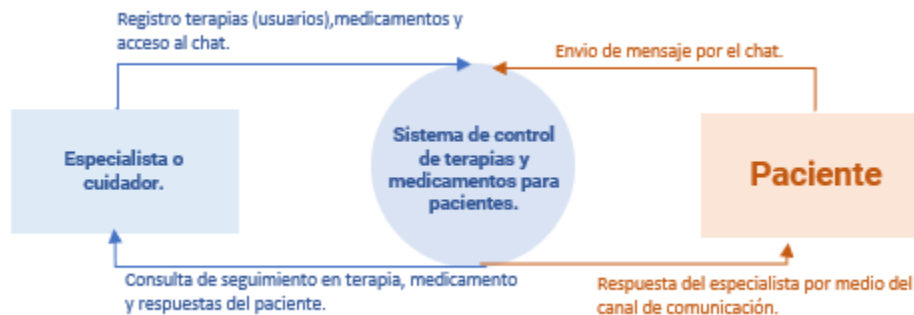 Registro terapias (usuarios),medicamentos y
acceso al chat.
Envio de mensaje por el chat.
Especialista o
cuidador.
Sistema de control
de terapias y
medicamentos para
pacientes.
Paciente
Consulta de seguimiento en terapia, medicamento
y respuestas del paciente.
Respuesta del especialista por medio del
canal de comunicación.